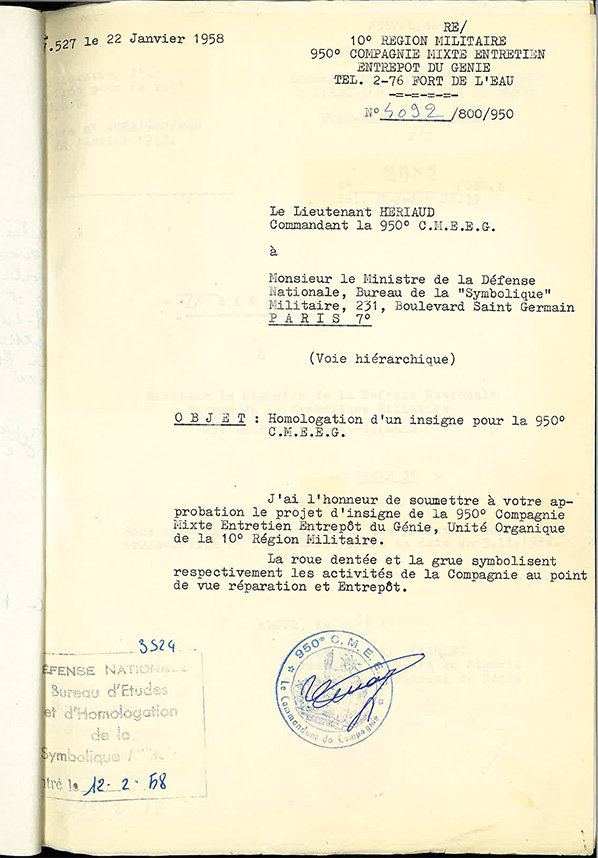 .527 le 22 Janvier 1958
RE/
10° REGION MILITAIRE
950° COMPAGNIE MIXTE ENTRETIEN
ENTREPOT DU GENIE
TEL. 2-76 FORT DE L'EAU
-=-=-=-=-
N° 4092 /800/950
Le Lieutenant HERIAUD
Commandant la 950° C.M.E.E.G.
à
Monsieur le Ministre de la Défense
Nationale, Bureau de la "Symbolique"
Militaire, 231, Boulevard Saint Germain
P A R I S 7°
(Voie hiérarchique)
O B J E T : Homologation d'un insigne pour la 950°
C.M.E.E.G.
J'ai l'honneur de soumettre à votre ap-
probation le projet d'insigne de la 950° Compagnie
Mixte Entretien Entrepôt du Génie, Unité Organique
de la 10° Région Militaire.
La roue dentée et la grue symbolisent
respectivement les activités de la Compagnie au point
de vue réparation et Entrepôt.
950° C.M.E.E.
Le Commandant de Compagnie
3524
ÉFENSE NATIONALE
Bureau d'Etudes
et d'Homologation
de la
Symbolique
ntré le 12-2-58